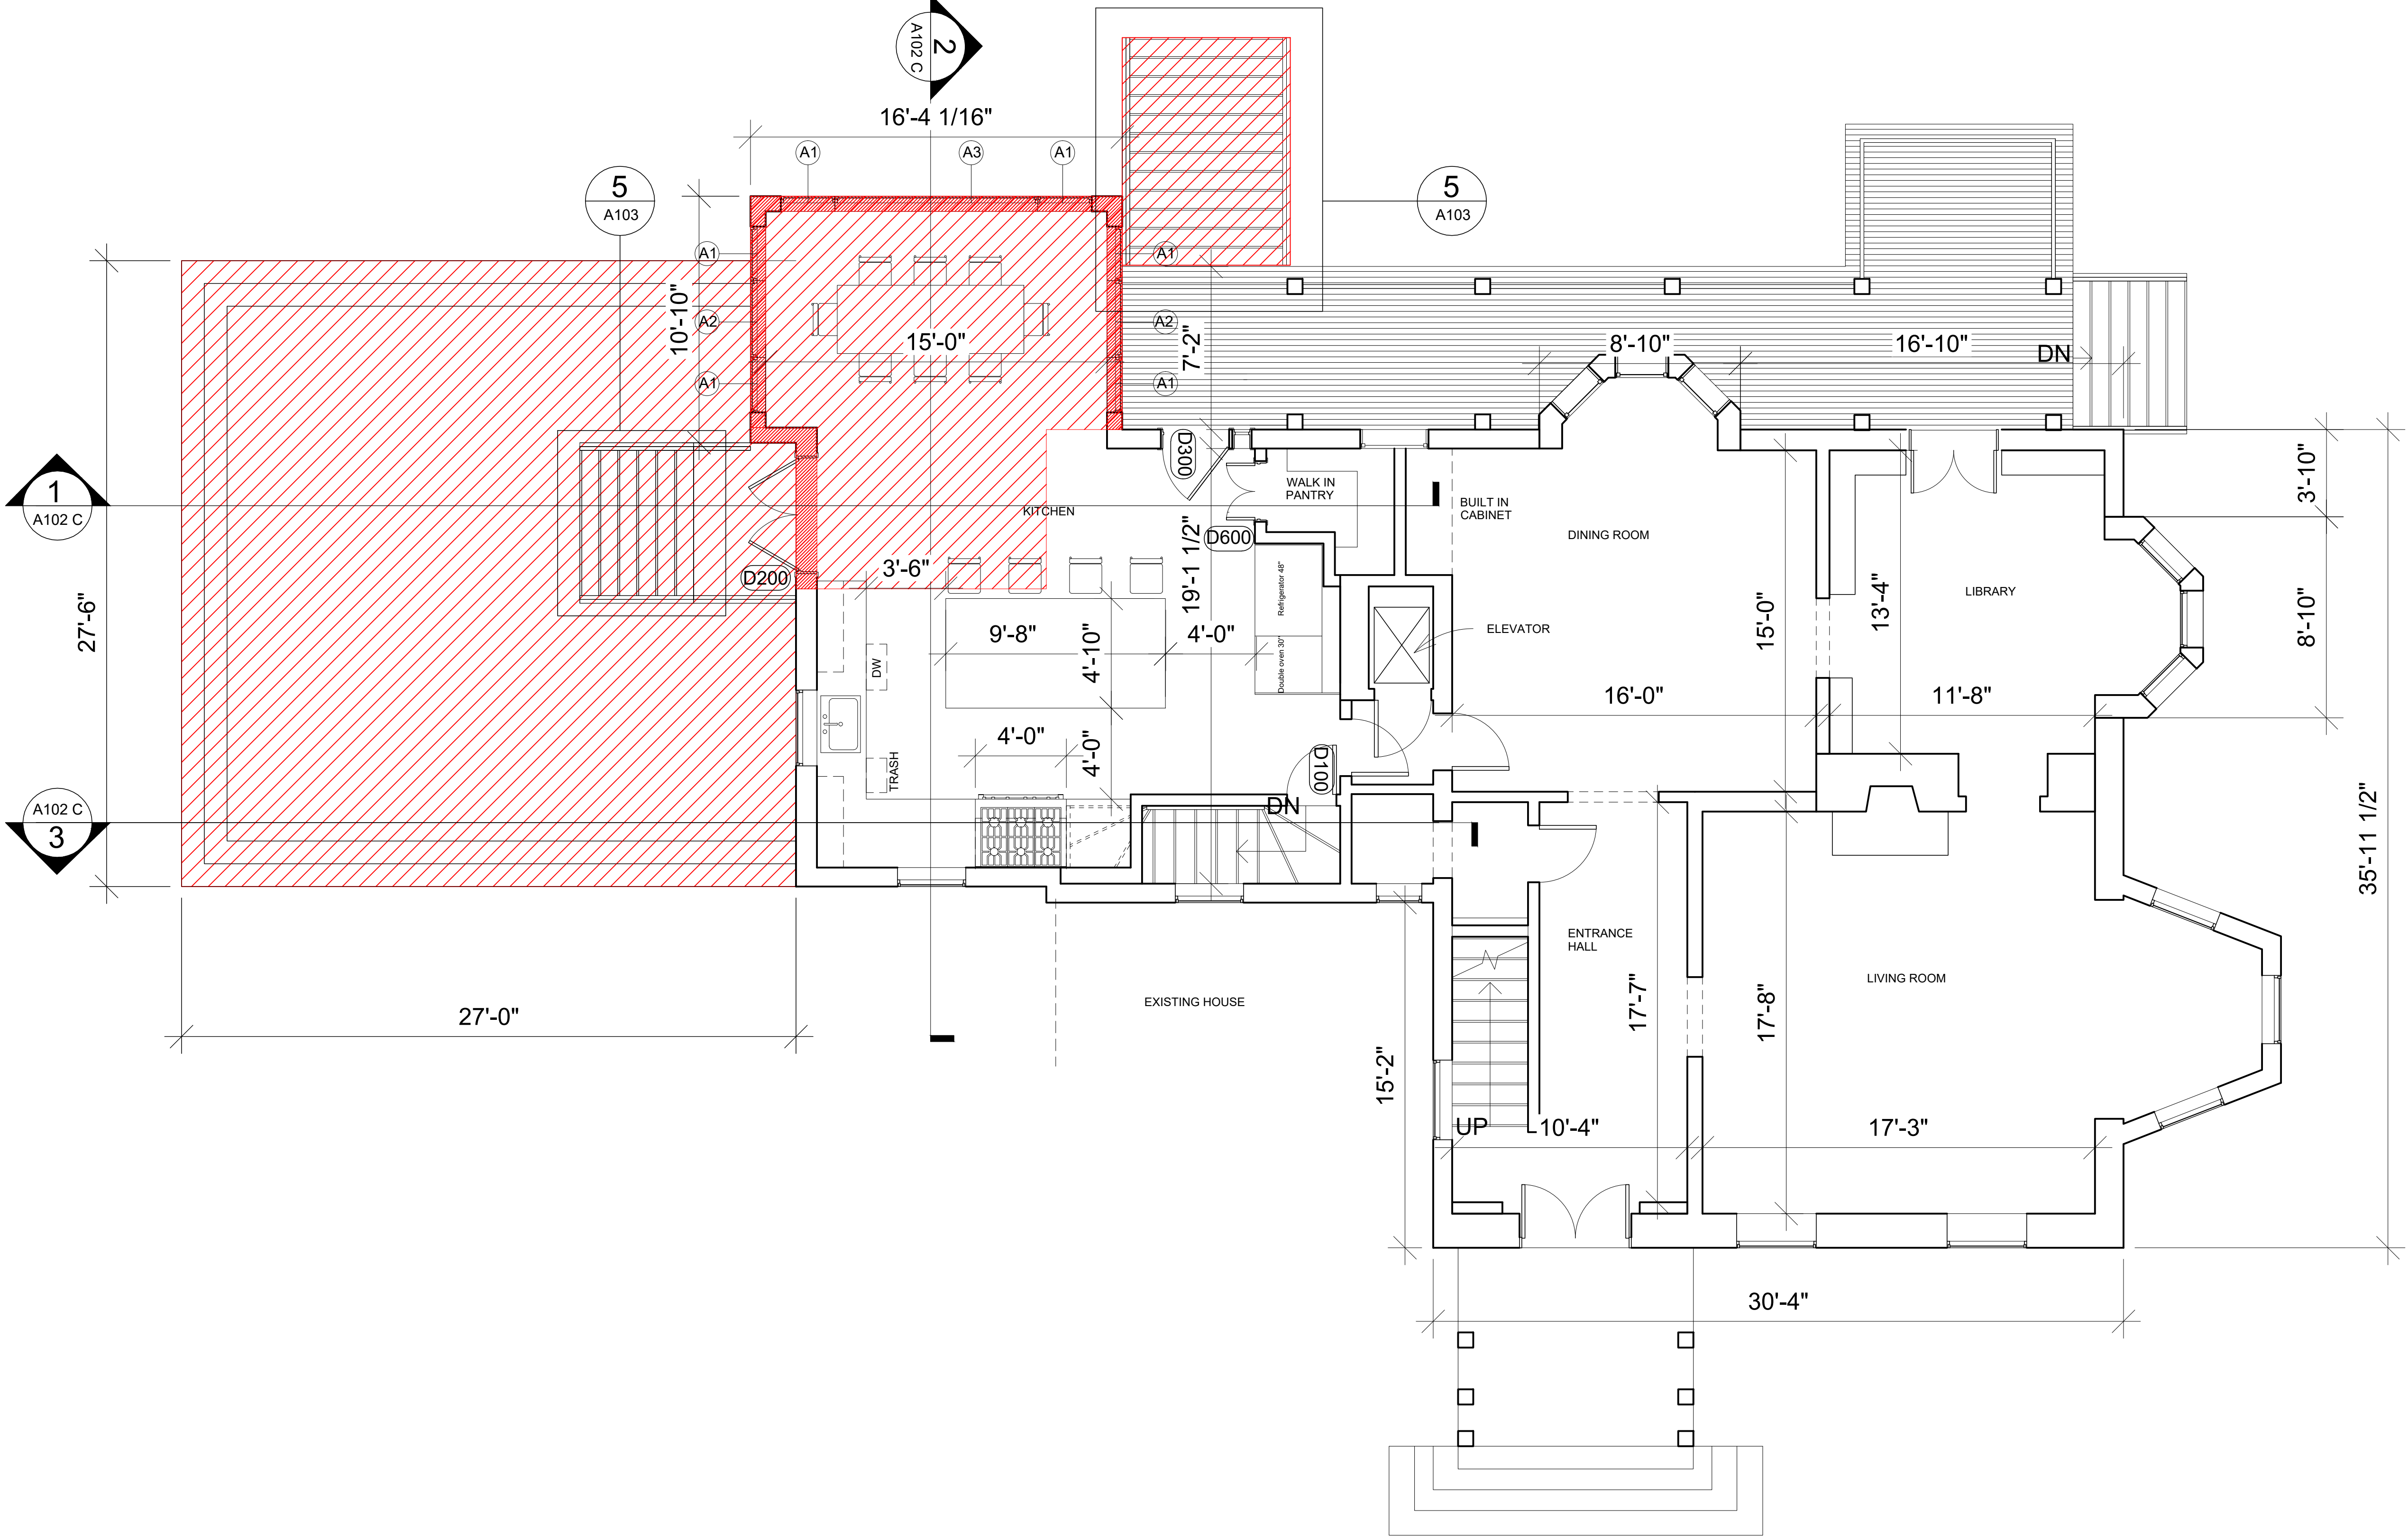 2
A102 C
16'-4 1/16"
A1
A3
A1
5
A103
5
A103
A1
A1
10'-10"
A2
A2
15'-0"
7'-2"
8'-10"
16'-10"
DN
A1
A1
D300
WALK IN
PANTRY
BUILT IN
CABINET
KITCHEN
1
A102 C
3'-10"
DINING ROOM
D600
19'-1 1/2"
3'-6"
D200
Refrigerator 48"
27'-6"
15'-0"
13'-4"
LIBRARY
8'-10"
ELEVATOR
9'-8"
4'-10"
4'-0"
Double oven 30"
DW
16'-0"
11'-8"
4'-0"
4'-0"
TRASH
D100
DN
A102 C
3
35'-11 1/2"
ENTRANCE
HALL
LIVING ROOM
EXISTING HOUSE
27'-0"
17'-7"
17'-8"
15'-2"
UP
10'-4"
17'-3"
30'-4"